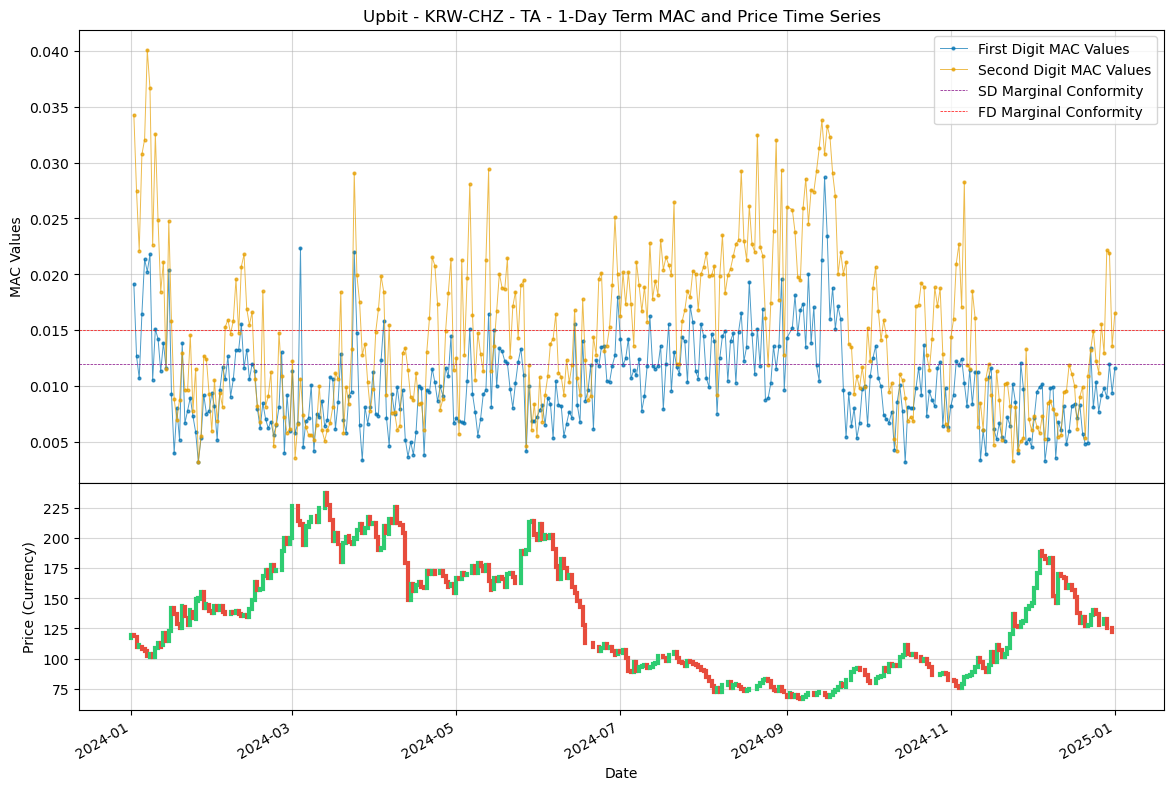 Upbit - KRW-CHZ - TA - 1-Day Term MAC and Price Time Series
First Digit MAC Values
Second Digit MAC Values
SD Marginal Conformity
FD Marginal Conformity
MAC Values
0.040
0.035
0.030
0.025
0.020
0.015
0.010
0.005
Price (Currency)
225
200
175
150
125
100
75
2024-01
2024-03
2024-05
2024-07
2024-09
2024-11
2025-01
Date